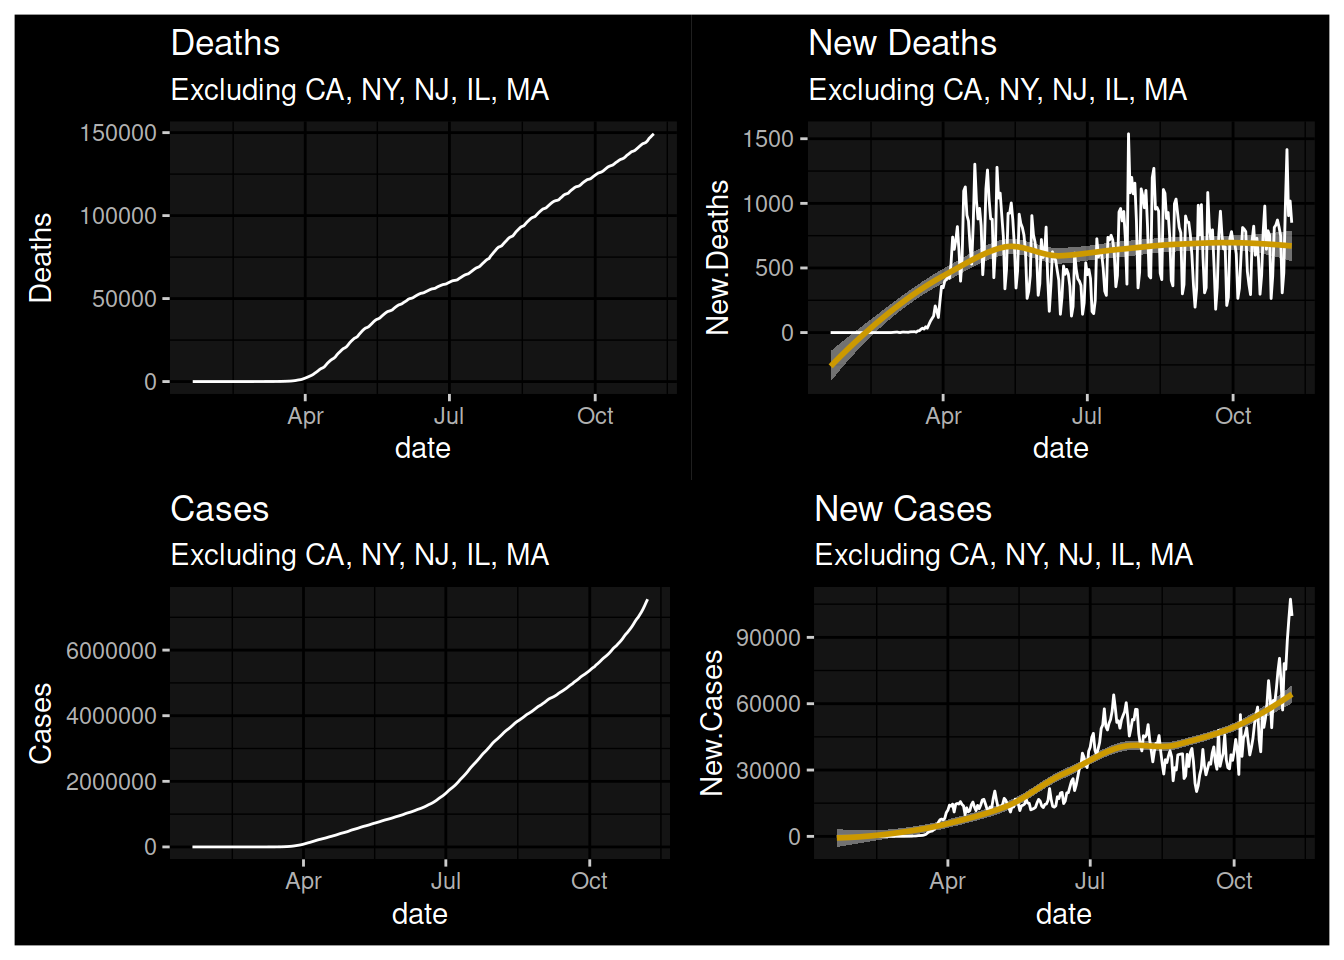 Deaths
Excluding CA, NY, NJ, IL, MA
150000
100000
50000
0
Deaths
Apr Jul Oct
date
New Deaths
Excluding CA, NY, NJ, IL, MA
1500
1000
500
0
New.Deaths
Apr Jul Oct
date
Cases
Excluding CA, NY, NJ, IL, MA
6000000
4000000
2000000
0
Cases
Apr Jul Oct
date
New Cases
Excluding CA, NY, NJ, IL, MA
90000
60000
30000
0
New.Cases
Apr Jul Oct
date